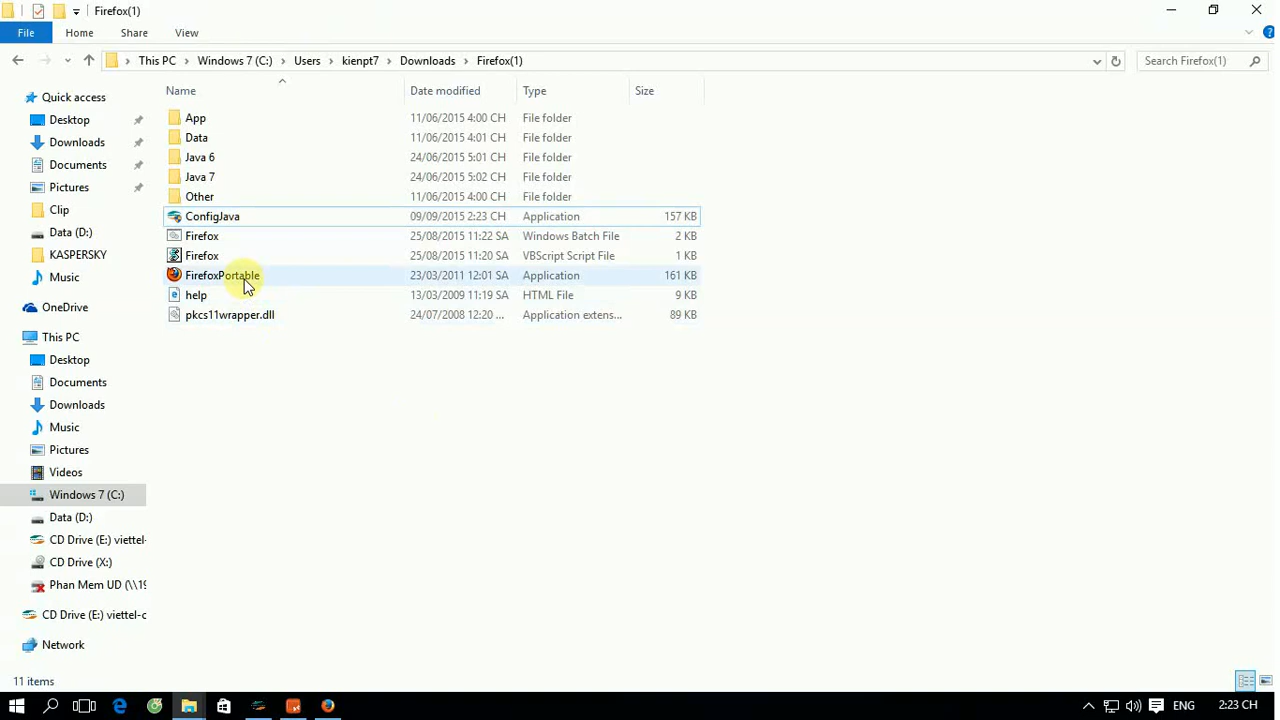 Firefox(1)
File Home Share View
This PC Windows 7 (C:) Users kienpt7 Downloads Firefox(1) Search Firefox(1)
Name Date modified Type Size
Quick access
Desktop
Downloads
Documents
Pictures
Clip
Data (D:)
KASPERSKY
Music
OneDrive
This PC
Desktop
Documents
Downloads
Music
Pictures
Videos
Windows 7 (C:)
Data (D:)
CD Drive (E:) viettel-
CD Drive (X:)
Phan Mem UD (\\19
CD Drive (E:) viettel-c
Network
App 11/06/2015 4:00 CH File folder
Data 11/06/2015 4:01 CH File folder
Java 6 24/06/2015 5:01 CH File folder
Java 7 24/06/2015 5:02 CH File folder
Other 11/06/2015 4:00 CH File folder
ConfigJava 09/09/2015 2:23 CH Application 157 KB
Firefox 25/08/2015 11:22 SA Windows Batch File 2 KB
Firefox 25/08/2015 11:20 SA VBScript Script File 1 KB
FirefoxPortable 23/03/2011 12:01 SA Application 161 KB
help 13/03/2009 11:19 SA HTML File 9 KB
pkcs11wrapper.dll 24/07/2008 12:20 ... Application extens... 89 KB
11 items
ENG 2:23 CH